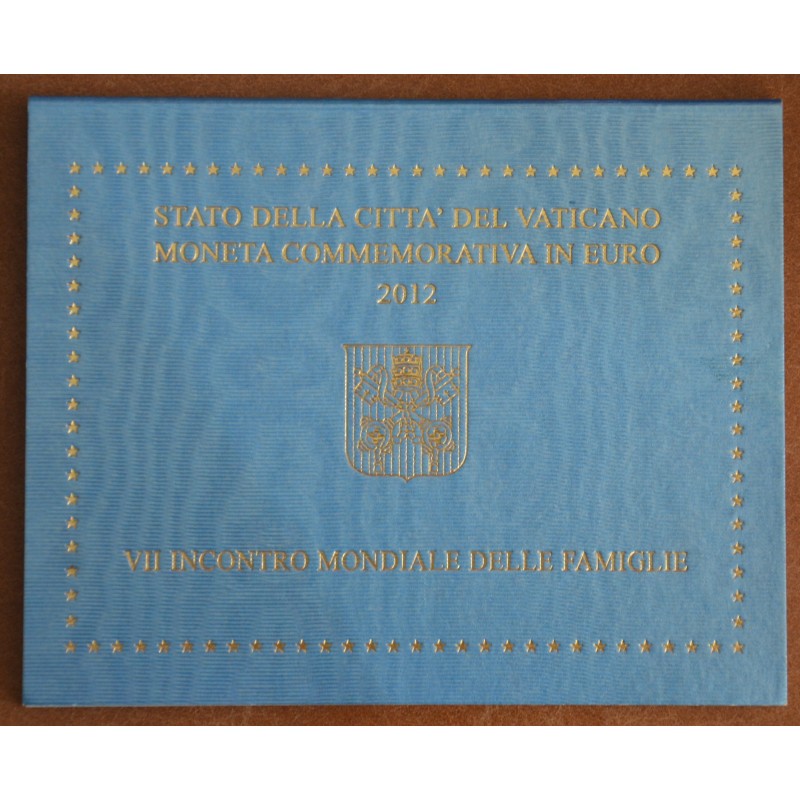 STATO DELLA CITTA' DEL VATICANO
MONETA COMMEMORATIVA IN EURO
2012
VII INCONTRO MONDIALE DELLE FAMIGLIE